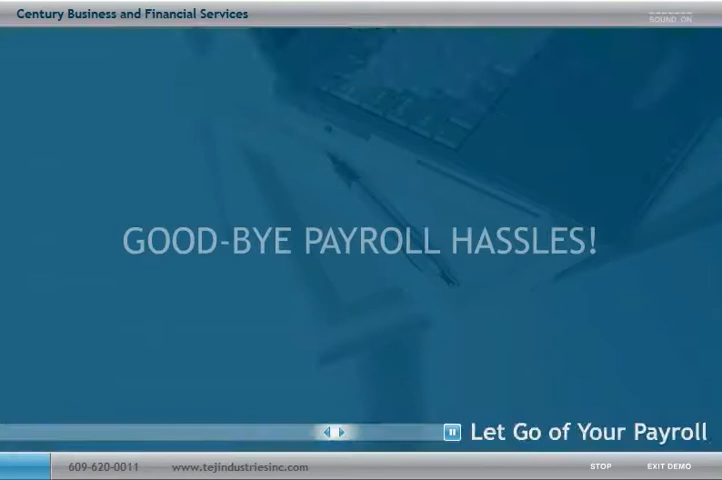 Century Business and Financial Services
SOUND ON
GOOD-BYE PAYROLL HASSLES!
Let Go of Your Payroll
609-620-0011 www.tejindustriesinc.com STOP EXIT DEMO